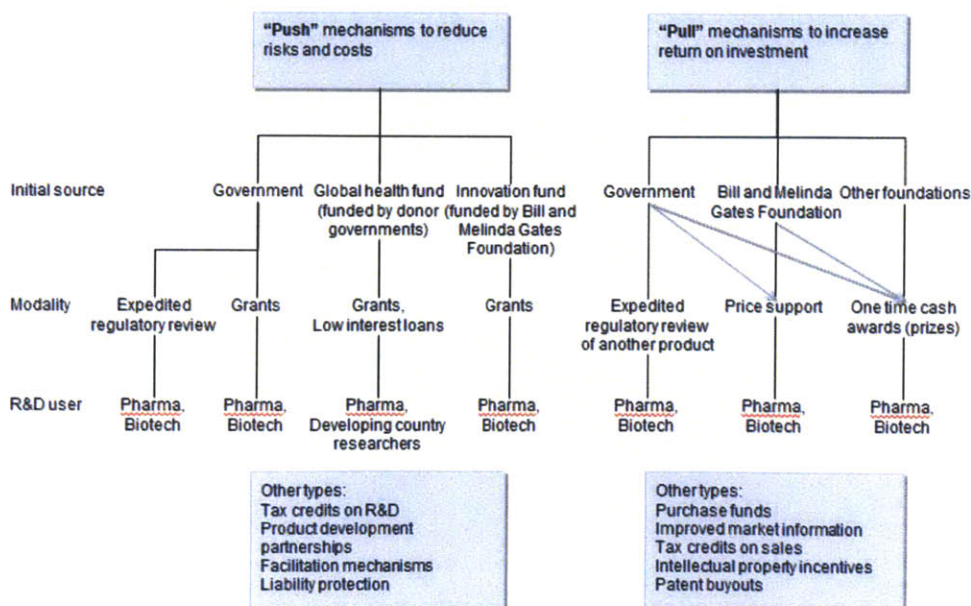 “Push” mechanisms to reduce
risks and costs
“Pull” mechanisms to increase
return on investment
Initial source
Government
Global health fund
(funded by donor
governments)
Innovation fund
(funded by Bill and
Melinda Gates
Foundation)
Government
Bill and Melinda
Gates Foundation
Other foundations
Modality
Expedited
regulatory review
Grants
Grants,
Low interest loans
Grants
Expedited
regulatory review
of another product
Price support
One time cash
awards (prizes)
R&D user
Pharma,
Biotech
Pharma,
Biotech
Pharma,
Developing country
researchers
Pharma,
Biotech
Pharma,
Biotech
Pharma,
Biotech
Pharma,
Biotech
Other types:
Tax credits on R&D
Product development
partnerships
Facilitation mechanisms
Liability protection
Other types:
Purchase funds
Improved market information
Tax credits on sales
Intellectual property incentives
Patent buyouts